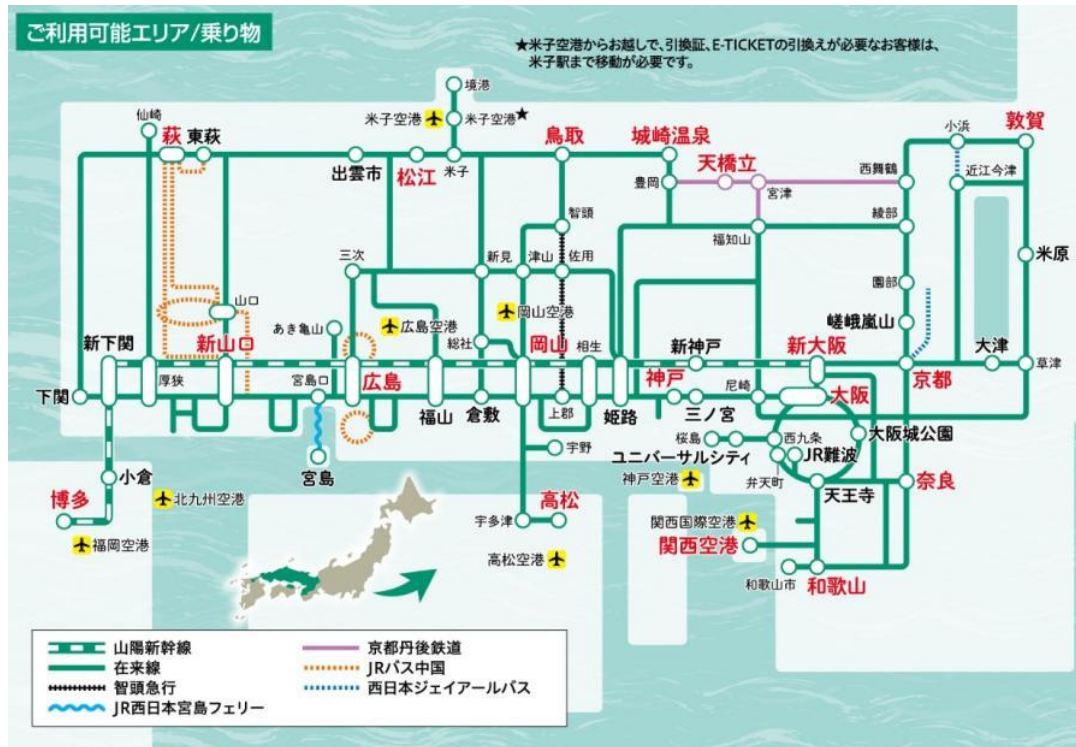 ご利用可能エリア/乗り物
★米子空港からお越しで、引換証、E-TICKETの引換えが必要なお客様は、
米子駅まで移動が必要です。
境港
米子空港
米子空港★
仙崎
萩
東萩
出雲市
松江
米子
鳥取
城崎温泉
天橋立
豊岡
宮津
西舞鶴
小浜
敦賀
近江今津
智頭
福知山
綾部
米原
三次
新見
津山
佐用
園部
山口
あき亀山
広島空港
岡山空港
総社
嵯峨嵐山
新下関
新山口
岡山
相生
新神戸
新大阪
大津
厚狭
宮島口
広島
神戸
尼崎
京都
草津
下関
福山
倉敷
上郡
姫路
三ノ宮
大阪
桜島
西九条
大阪城公園
宇野
ユニバーサルシティ
JR難波
小倉
宮島
神戸空港
弁天町
天王寺
奈良
博多
北九州空港
宇多津
高松
関西国際空港
福岡空港
高松空港
関西空港
和歌山市
和歌山
山陽新幹線
京都丹後鉄道
在来線
JRバス中国
智頭急行
西日本ジェイアールバス
JR西日本宮島フェリー